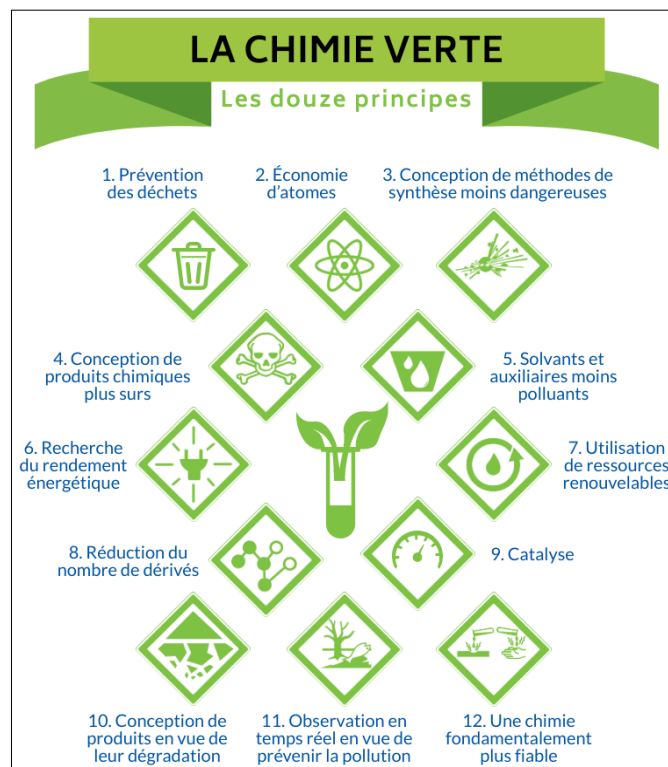 LA CHIMIE VERTE
Les douze principes
1. Prévention
des déchets
2. Économie
d'atomes
3. Conception de méthodes de
synthèse moins dangereuses
4. Conception de
produits chimiques
plus surs
5. Solvants et
auxiliaires moins
polluants
6. Recherche
du rendement
énergétique
7. Utilisation
de ressources
renouvelables
8. Réduction du
nombre de dérivés
9. Catalyse
10. Conception de
produits en vue de
leur dégradation
11. Observation en
temps réel en vue de
prévenir la pollution
12. Une chimie
fondamentalement
plus fiable